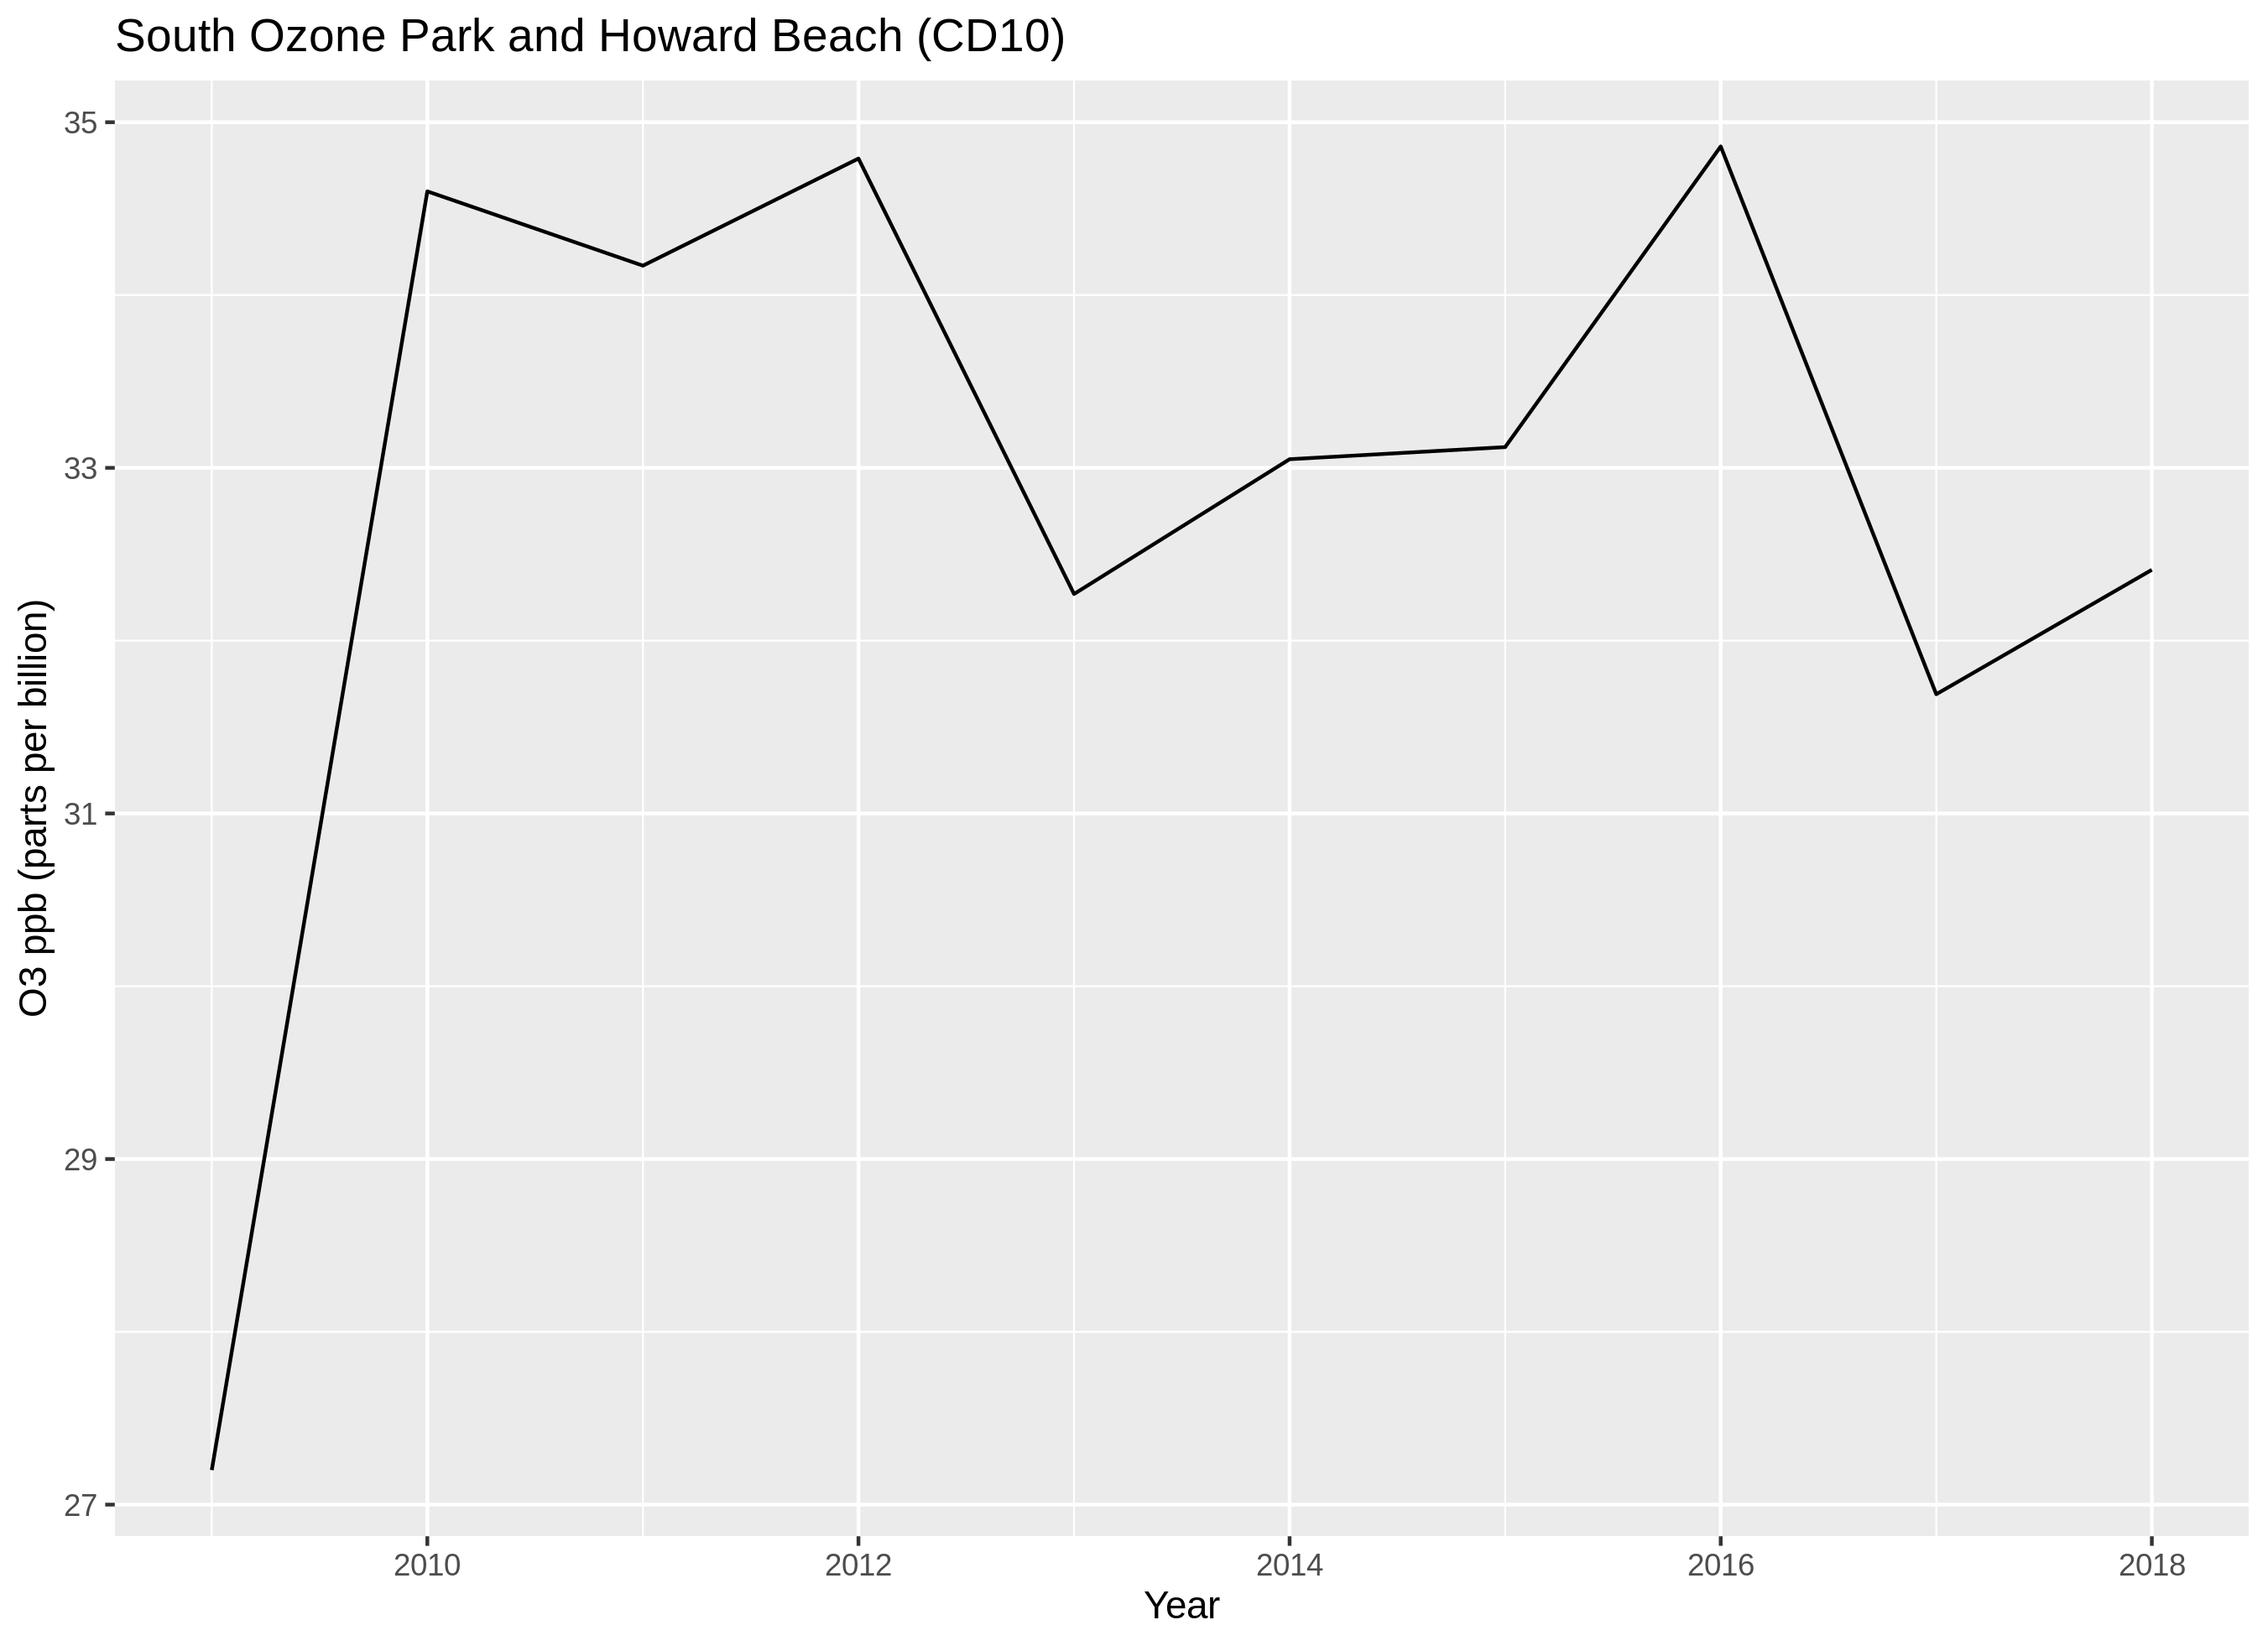 South Ozone Park and Howard Beach (CD10)
O3 ppb (parts per billion)
35
33
31
29
27
2010 2012 2014 2016 2018
Year